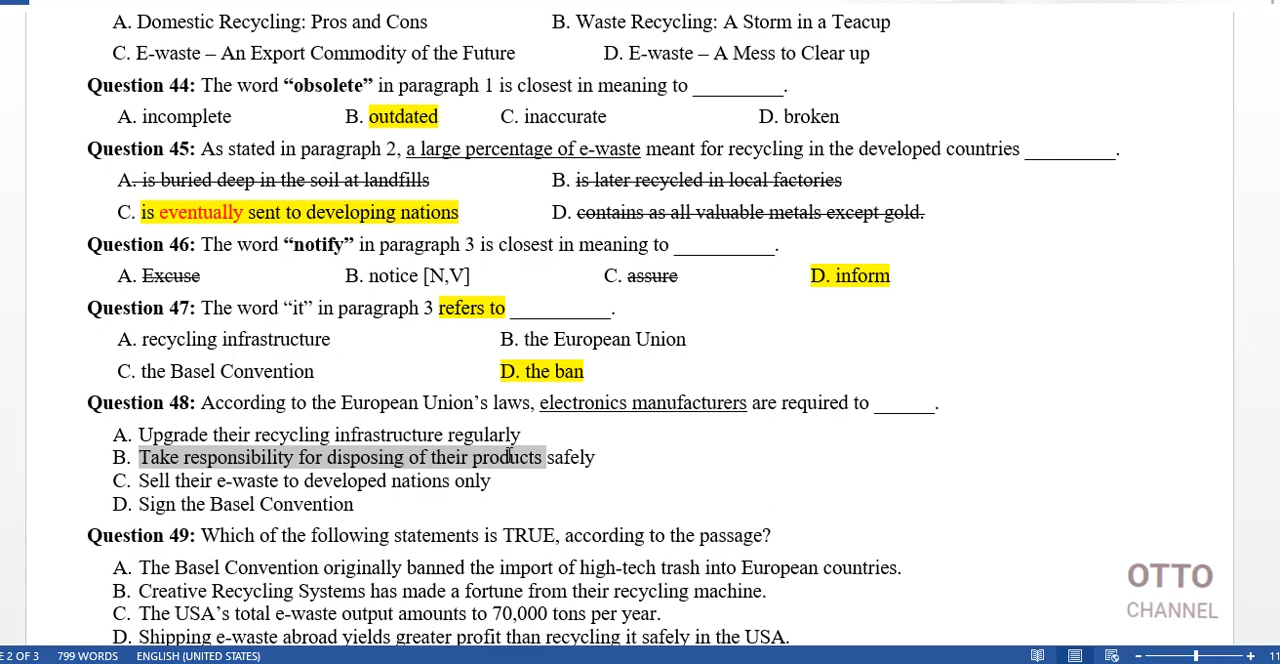 A. Domestic Recycling: Pros and Cons B. Waste Recycling: A Storm in a Teacup
C. E-waste – An Export Commodity of the Future D. E-waste – A Mess to Clear up
Question 44: The word “obsolete” in paragraph 1 is closest in meaning to _________.
A. incomplete B. outdated C. inaccurate D. broken
Question 45: As stated in paragraph 2, a large percentage of e-waste meant for recycling in the developed countries _________.
A. is buried deep in the soil at landfills B. is later recycled in local factories
C. is eventually sent to developing nations D. contains as all valuable metals except gold.
Question 46: The word “notify” in paragraph 3 is closest in meaning to __________.
A. Excuse B. notice [N,V] C. assure D. inform
Question 47: The word “it” in paragraph 3 refers to __________.
A. recycling infrastructure B. the European Union
C. the Basel Convention D. the ban
Question 48: According to the European Union’s laws, electronics manufacturers are required to ______.
A. Upgrade their recycling infrastructure regularly
B. Take responsibility for disposing of their products safely
C. Sell their e-waste to developed nations only
D. Sign the Basel Convention
Question 49: Which of the following statements is TRUE, according to the passage?
A. The Basel Convention originally banned the import of high-tech trash into European countries.
B. Creative Recycling Systems has made a fortune from their recycling machine.
C. The USA’s total e-waste output amounts to 70,000 tons per year.
D. Shipping e-waste abroad yields greater profit than recycling it safely in the USA.
OTTO
CHANNEL
E 2 OF 3 799 WORDS ENGLISH (UNITED STATES) 11